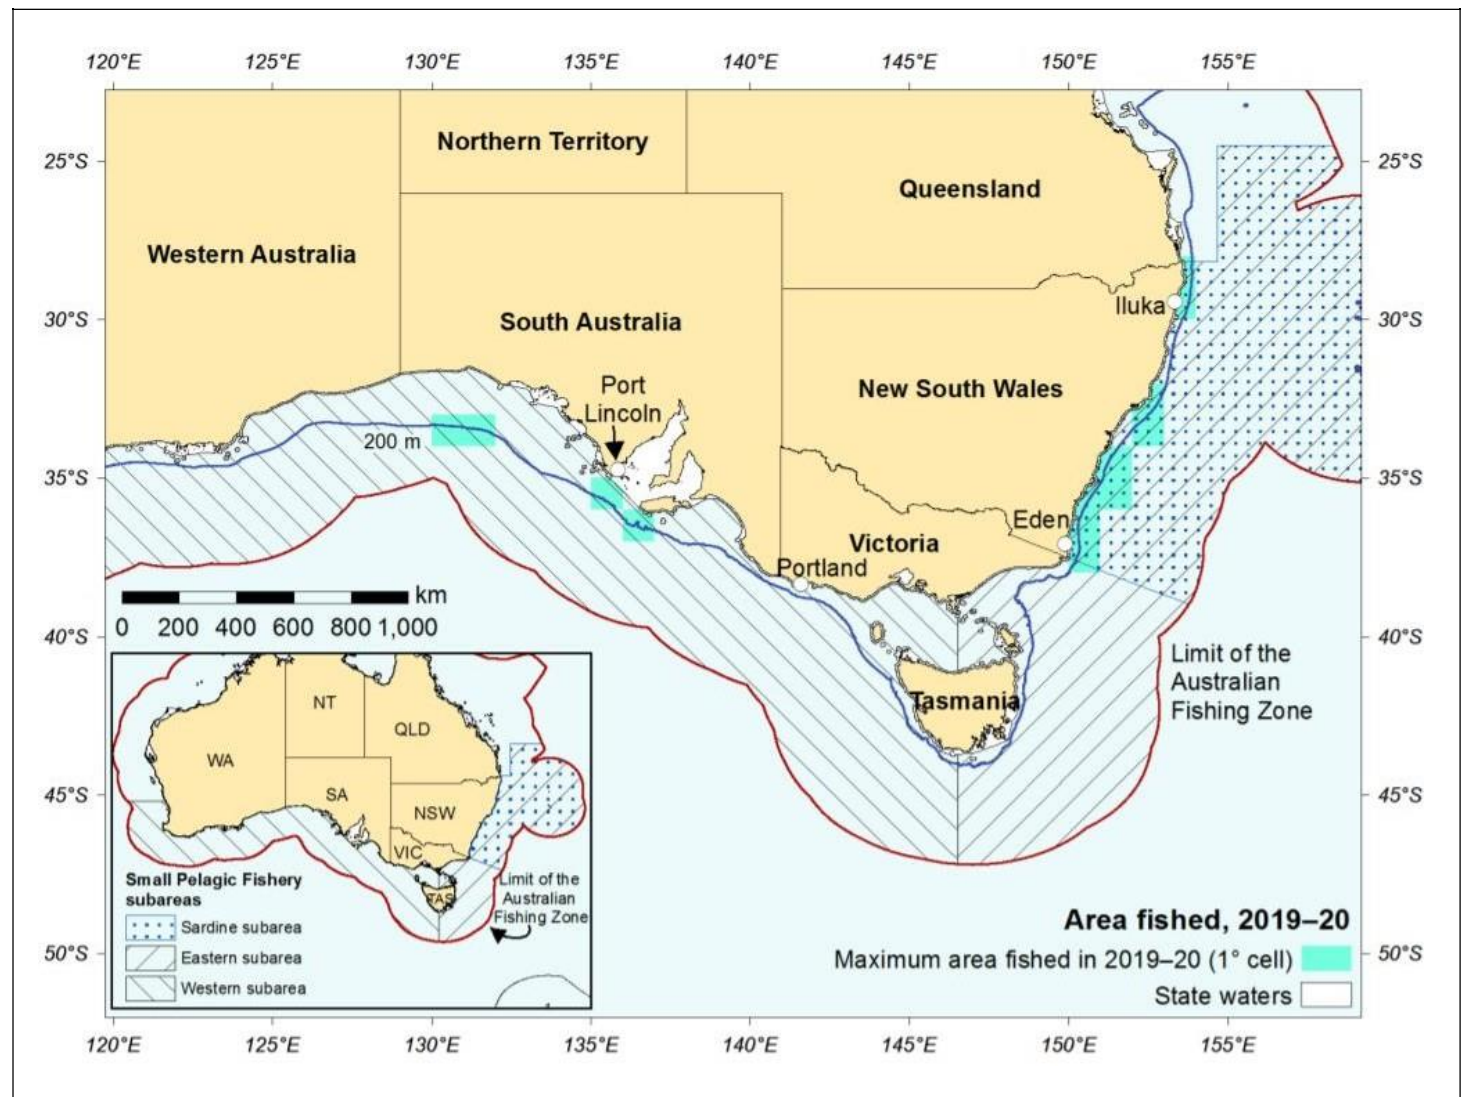 120°E 125°E 130°E 135°E 140°E 145°E 150°E 155°E
Northern Territory
25°S 25°S
Queensland
Western Australia
Iluka
30°S 30°S
South Australia
Port
Lincoln
New South Wales
200 m
35°S 35°S
Eden
Victoria
Portland
km
0 200 400 600 800 1,000
40°S 40°S
Limit of the
Australian
Fishing Zone
Tasmania
NT
QLD
WA
SA
NSW
VIC
TAS
45°S 45°S
Small Pelagic Fishery
subareas
Sardine subarea
Eastern subarea
Western subarea
Limit of the
Australian
Fishing Zone
Area fished, 2019–20
50°S 50°S
Maximum area fished in 2019–20 (1° cell)
State waters
120°E 125°E 130°E 135°E 140°E 145°E 150°E 155°E